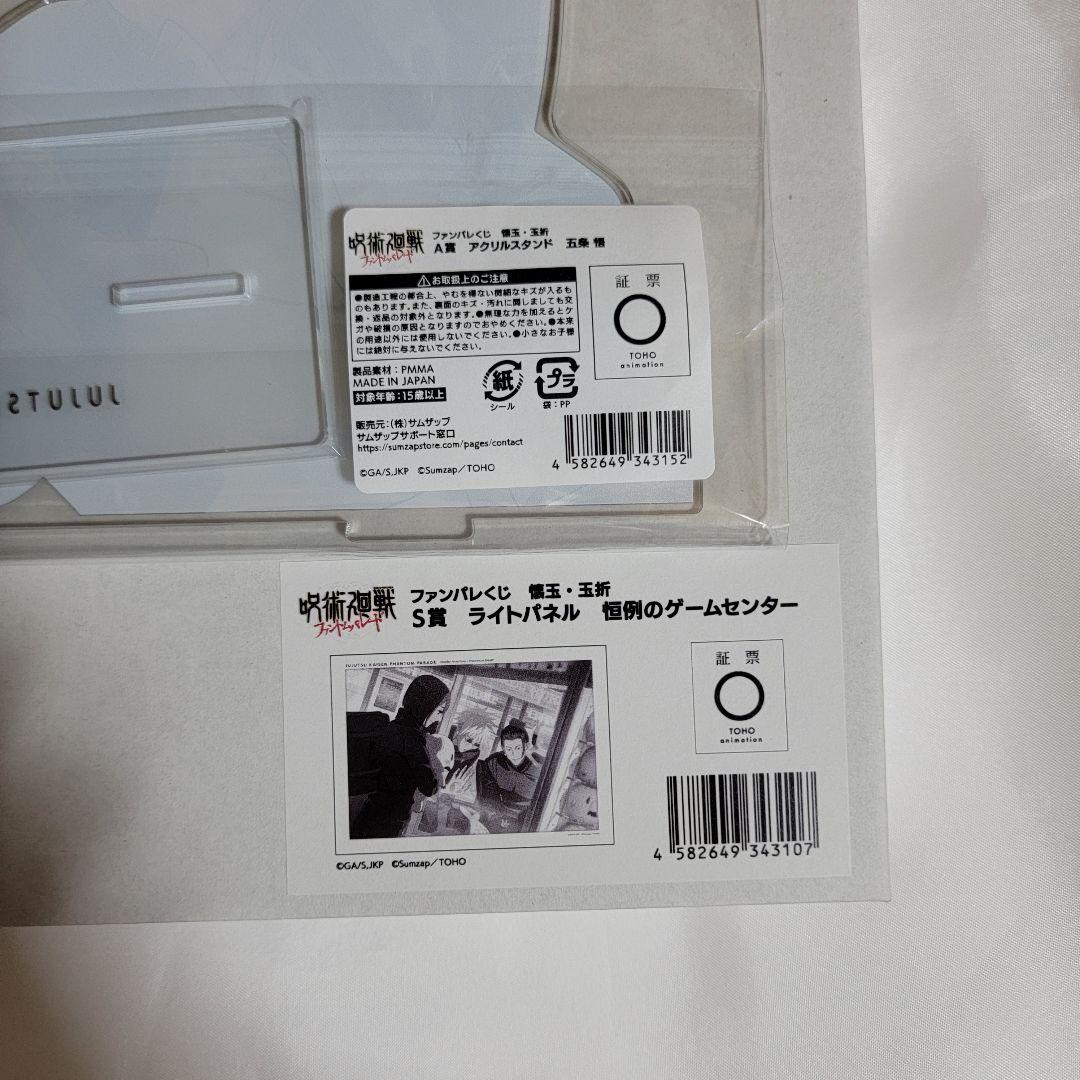 呪術廻戦
ファントムパレード
ファンパレくじ 懐玉・玉折
A賞 アクリルスタンド 五条 悟
お取扱上のご注意
●製造工程の都合上、やむを得ない微細なキズが入るも
のもあります。また、裏面のキズ・汚れに関しましても交
換・返品の対象外となります。●無理な力を加えるとケ
ガや破損の原因となりますのでおやめください。●本来
の用途以外には使用しないでください。●小さなお子様
には絶対に与えないでください。
製品素材：PMMA
MADE IN JAPAN
対象年齢：15歳以上
紙
シール
プラ
袋：PP
証票
TOHO
animation
販売元：(株)サムザップ
サムザップサポート窓口
https://sumzapstore.com/pages/contact
©GA/S,JKP ©Sumzap／TOHO
4 582649 343152
JUJUTS
呪術廻戦
ファントムパレード
ファンパレくじ 懐玉・玉折
S賞 ライトパネル 恒例のゲームセンター
JUJUTSU KAISEN PHANTOM PARADE
証票
TOHO
animation
©GA/S,JKP ©Sumzap／TOHO
4 582649 343107